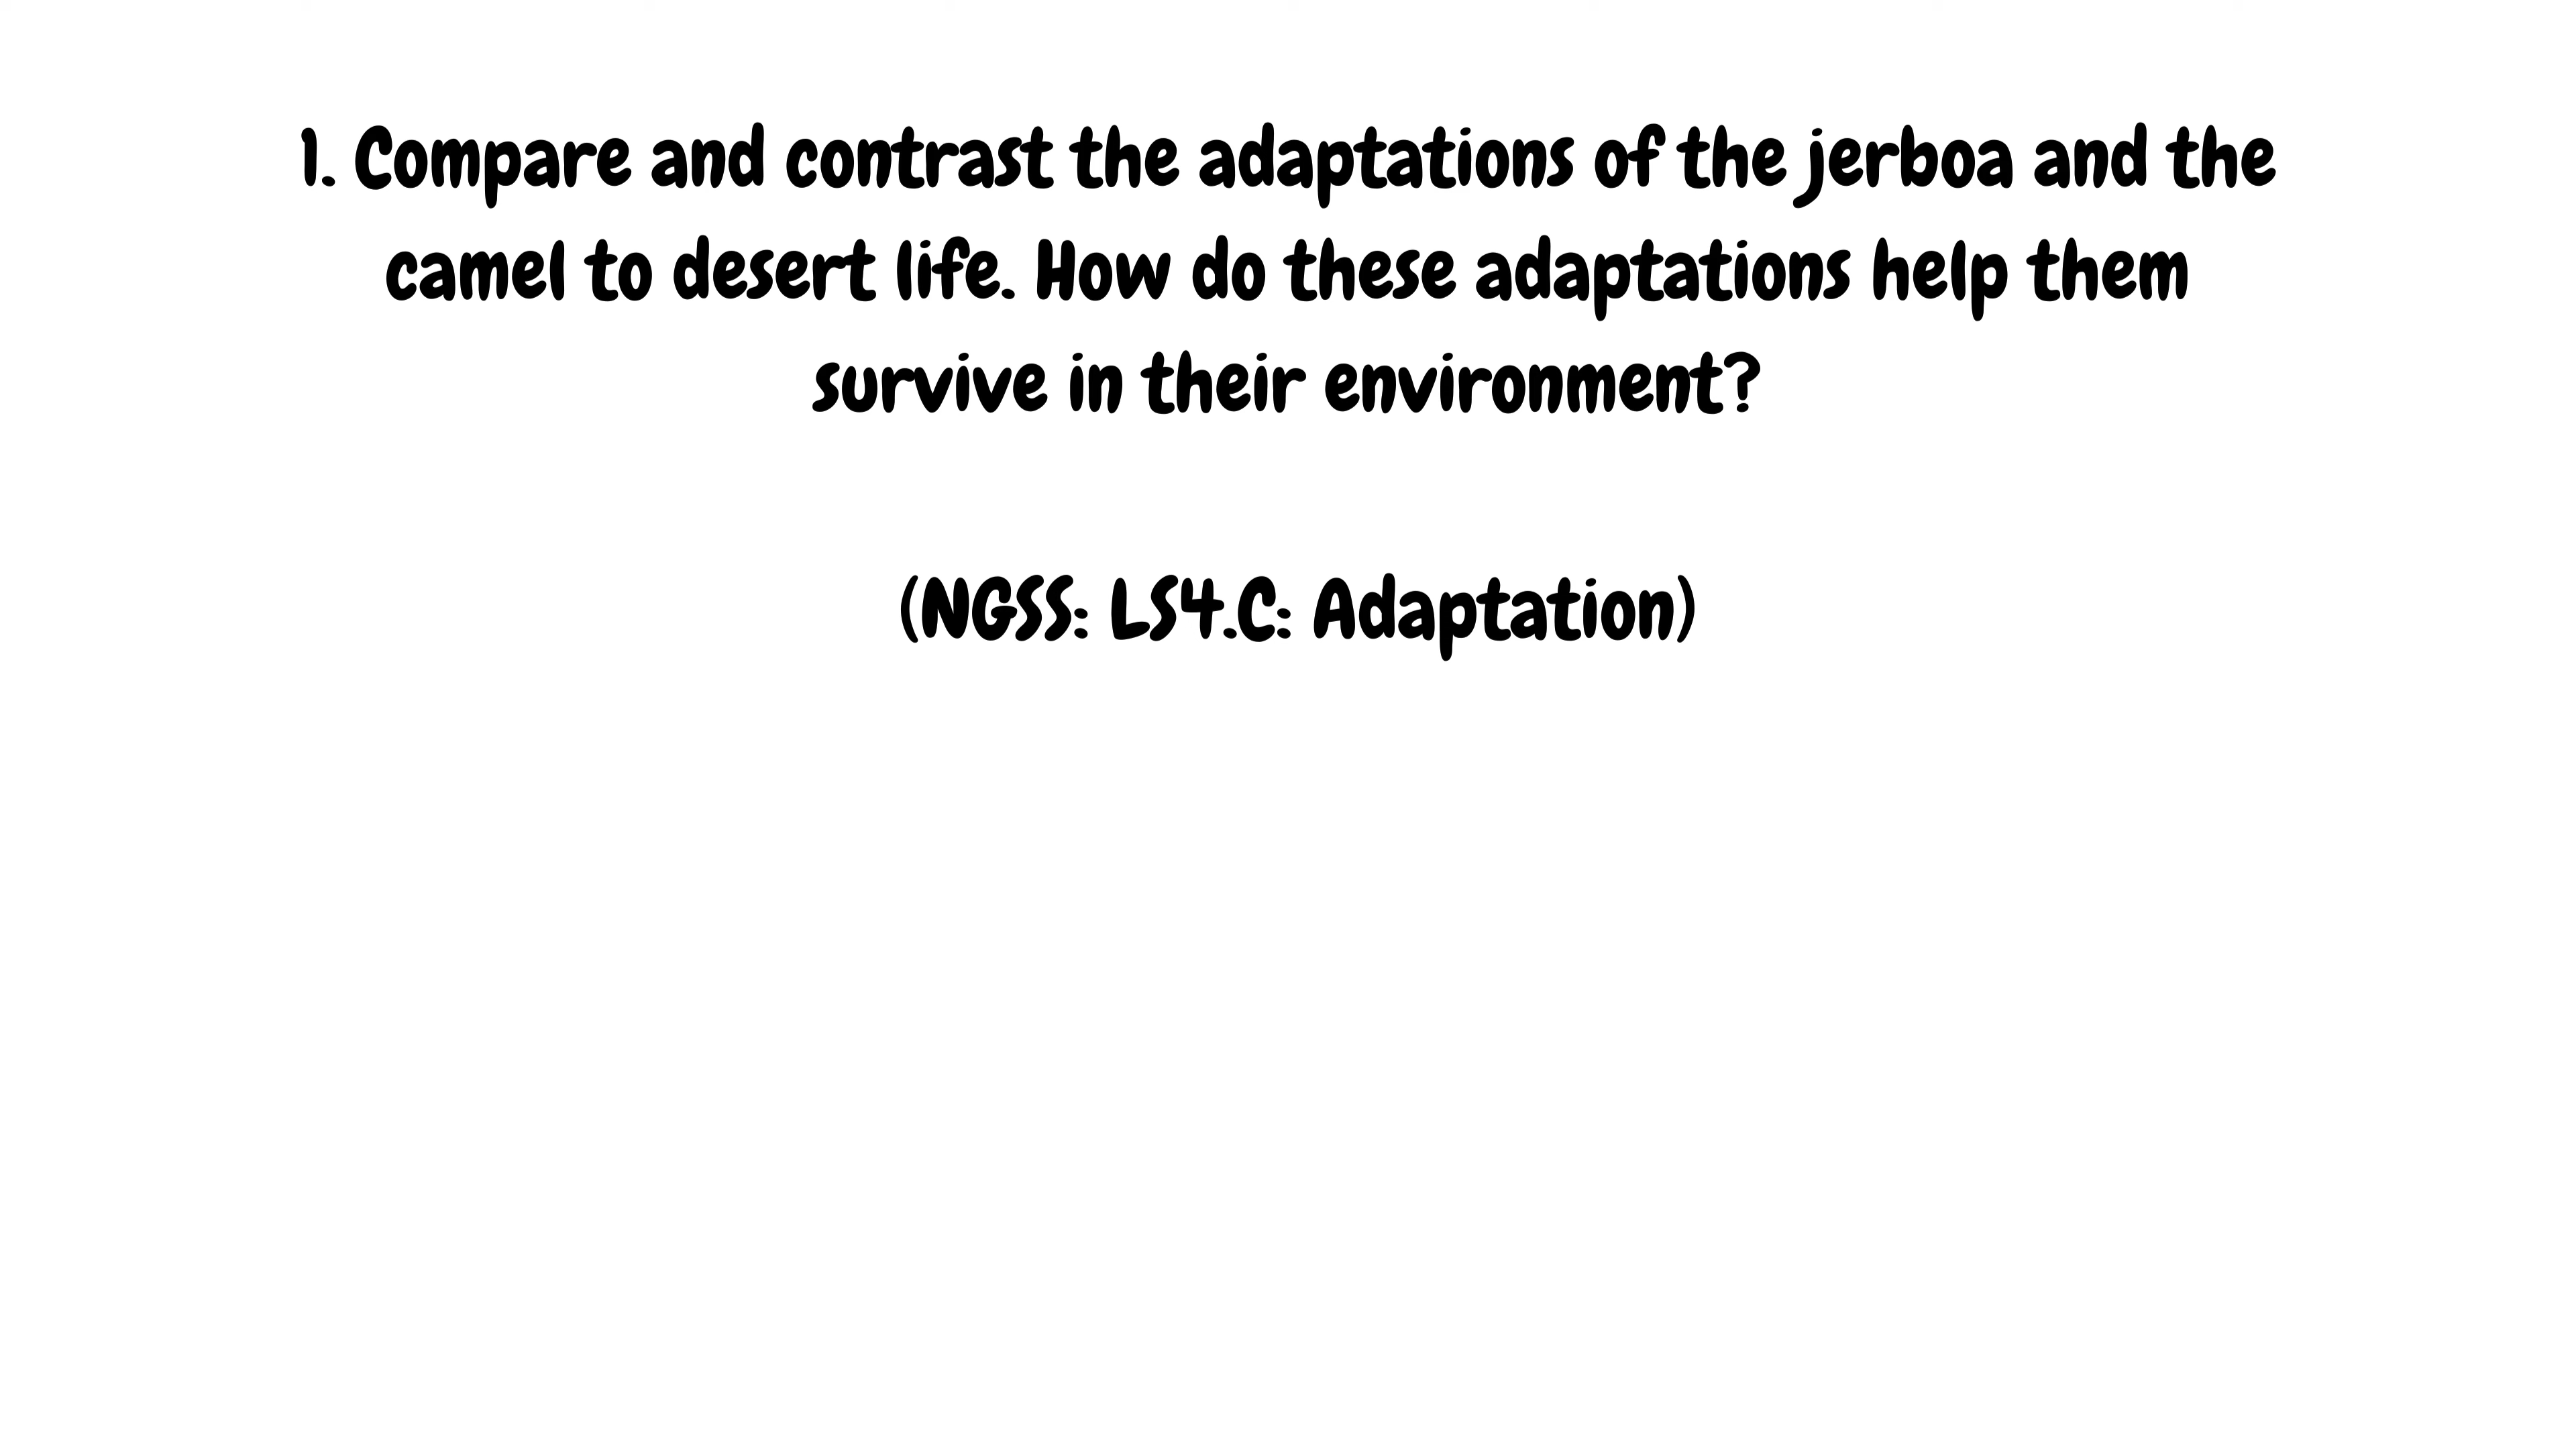 1. Compare and contrast the adaptations of the jerboa and the
camel to desert life. How do these adaptations help them
survive in their environment?
(NGSS: LS4.C: Adaptation)